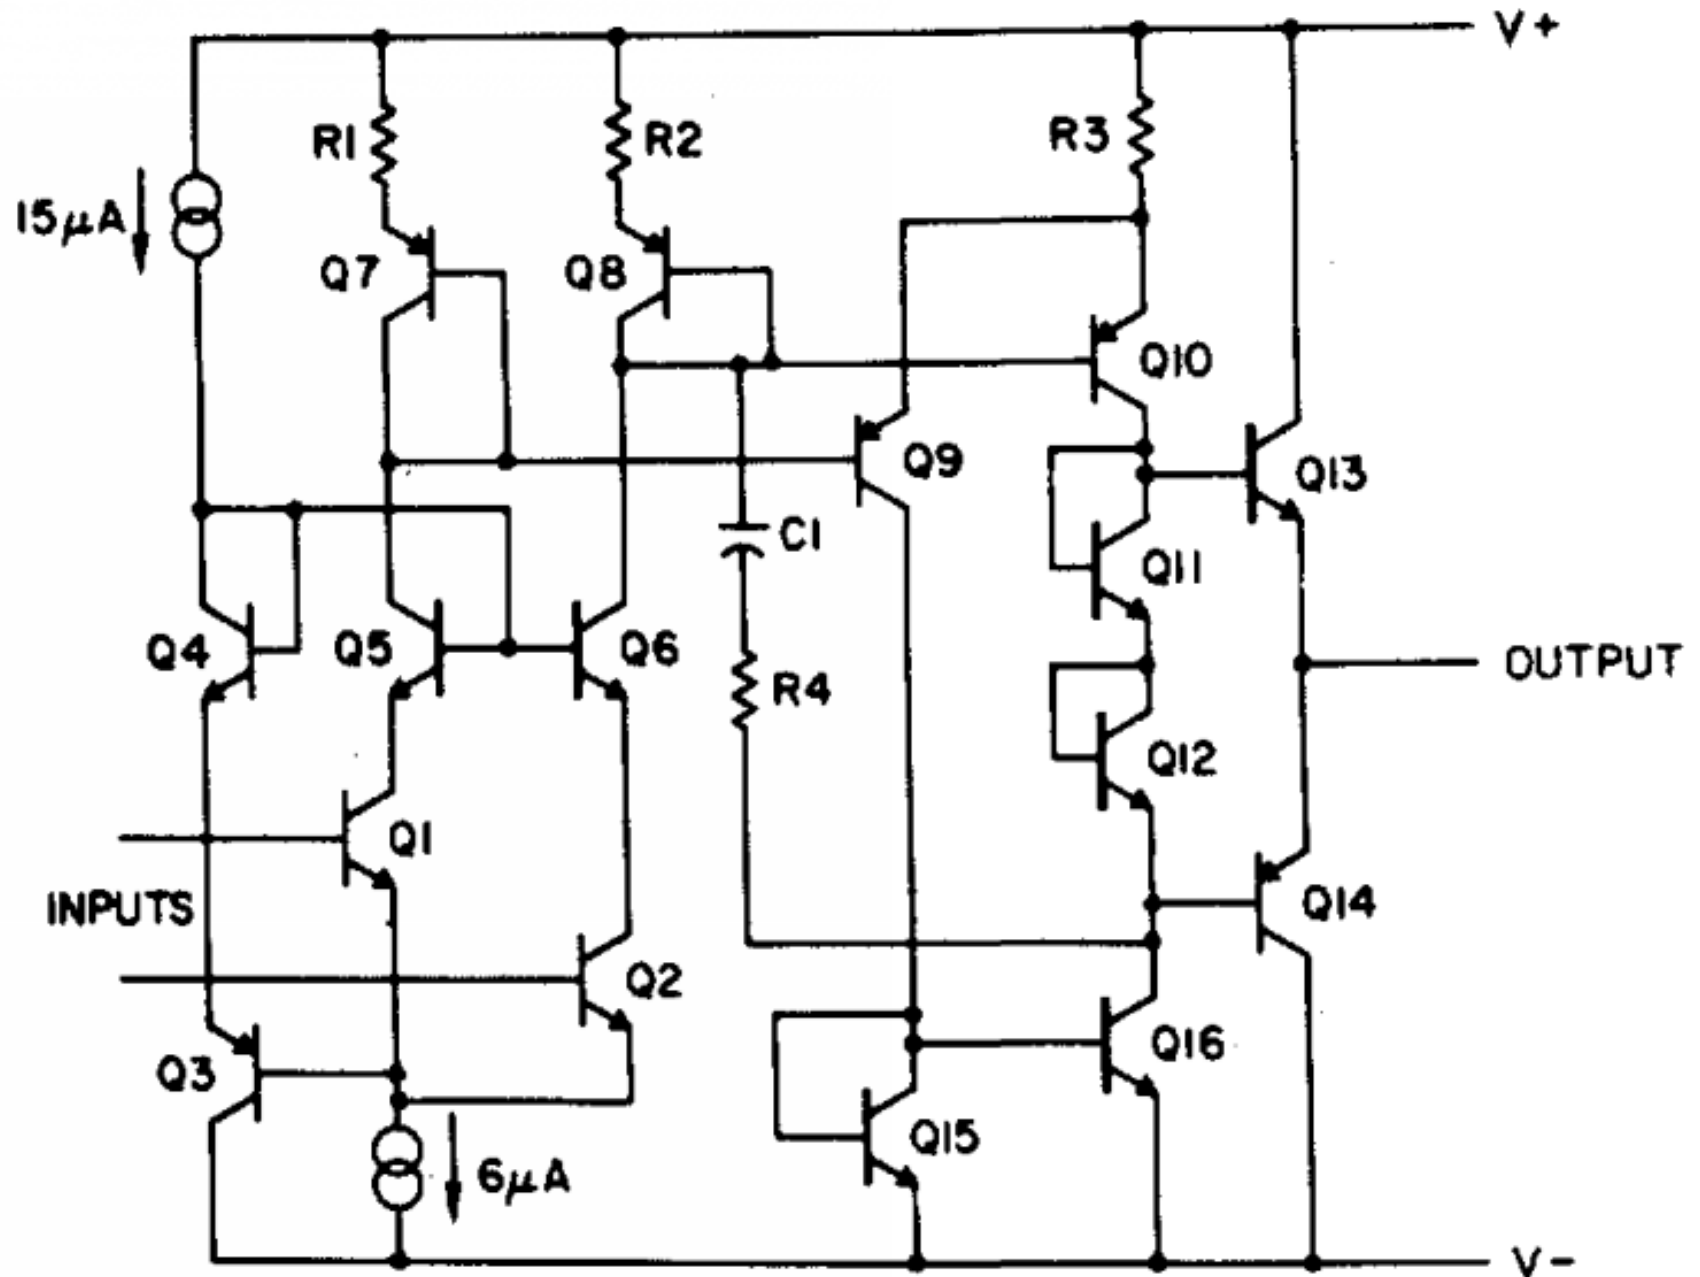 V+
R1
R2
R3
15μA
Q7
Q8
Q10
Q9
Q13
C1
Q11
Q4
Q5
Q6
R4
OUTPUT
Q12
Q1
INPUTS
Q14
Q2
Q3
Q16
Q15
6μA
V-